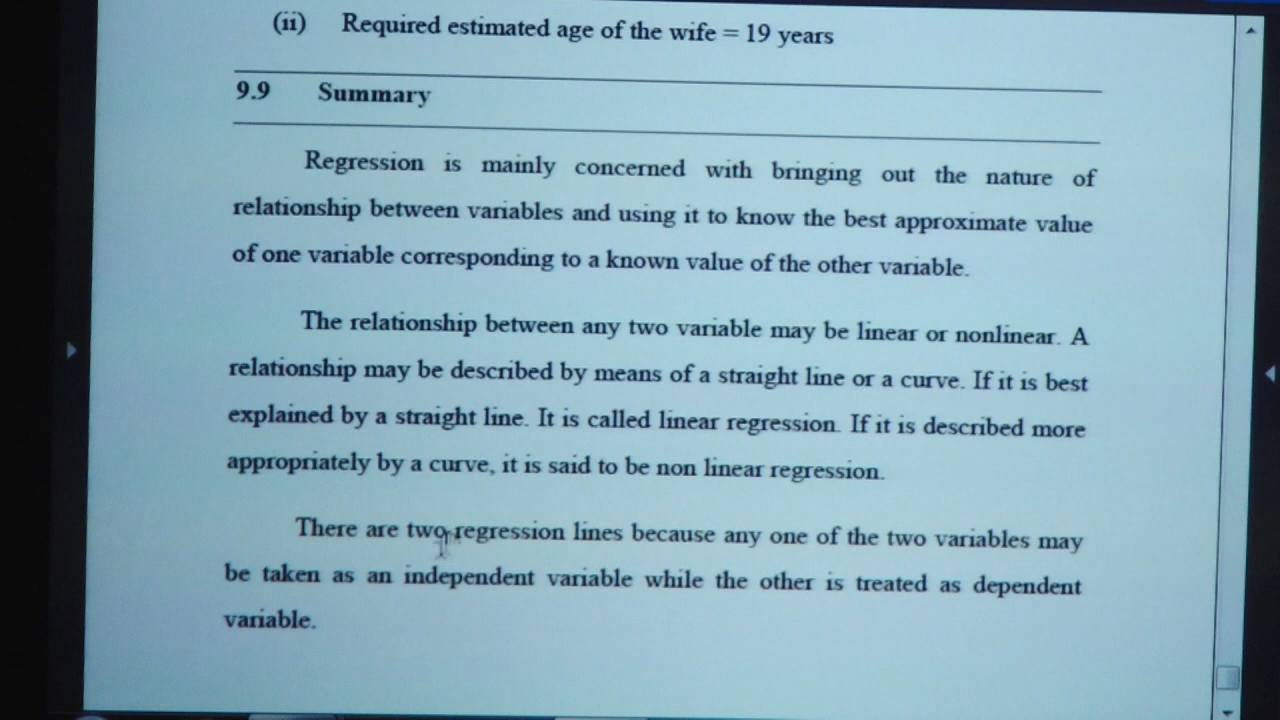 (ii) Required estimated age of the wife = 19 years
9.9 Summary
Regression is mainly concerned with bringing out the nature of
relationship between variables and using it to know the best approximate value
of one variable corresponding to a known value of the other variable.
The relationship between any two variable may be linear or nonlinear. A
relationship may be described by means of a straight line or a curve. If it is best
explained by a straight line. It is called linear regression. If it is described more
appropriately by a curve, it is said to be non linear regression.
There are two regression lines because any one of the two variables may
be taken as an independent variable while the other is treated as dependent
variable.